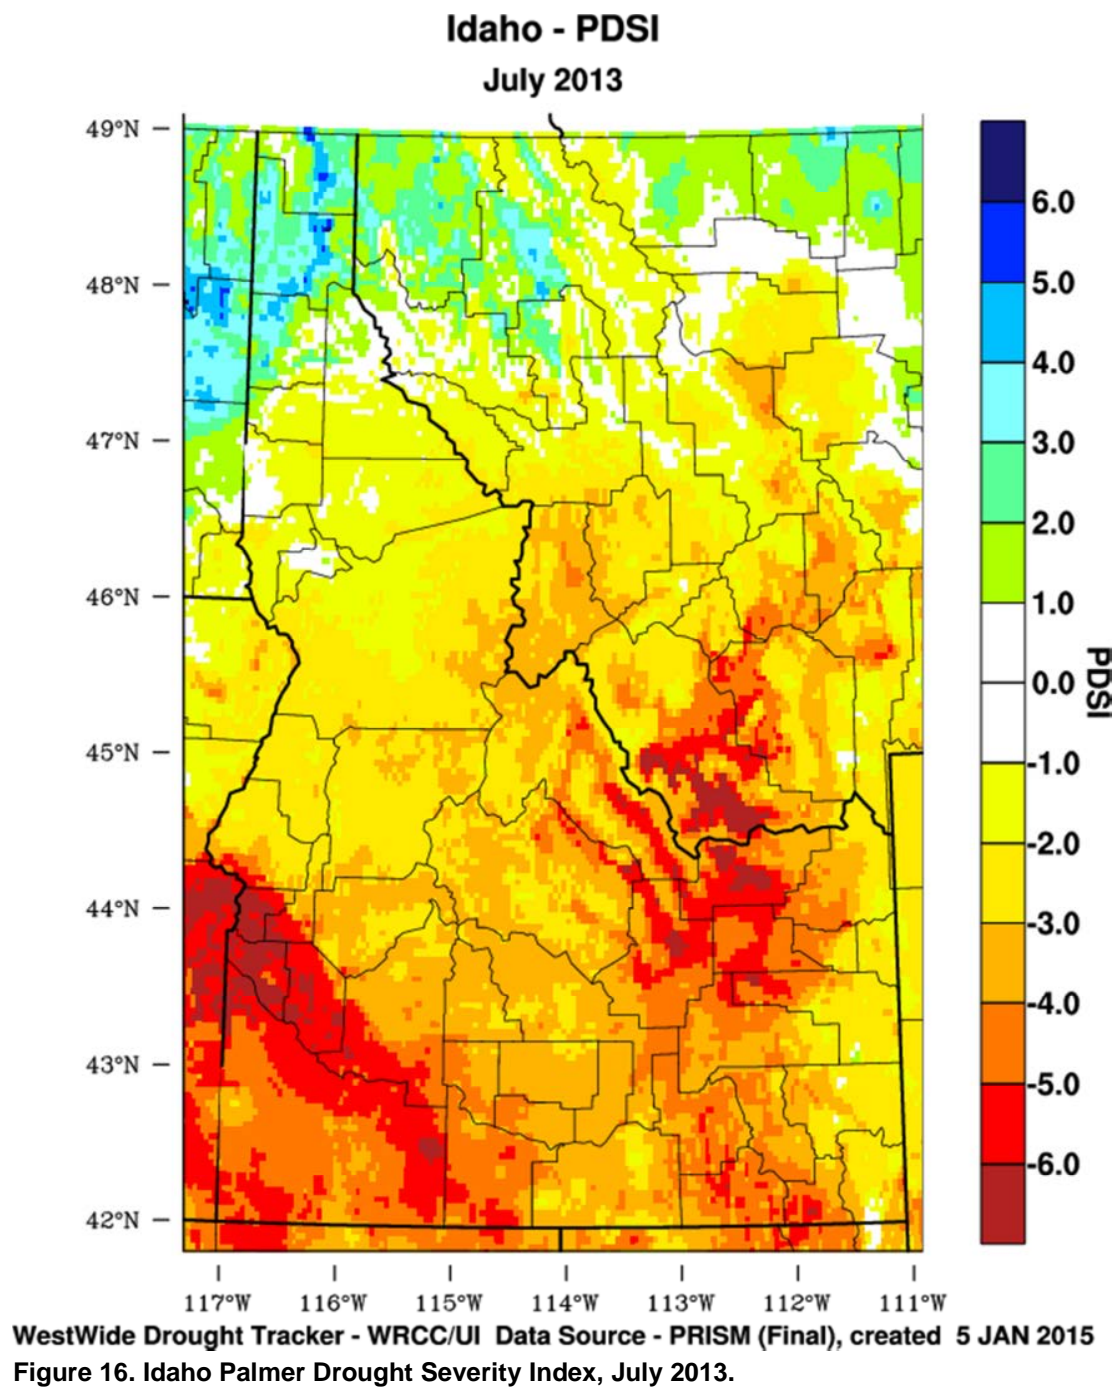 Idaho - PDSI
July 2013
49°N
48°N
47°N
46°N
45°N
44°N
43°N
42°N
117°W 116°W 115°W 114°W 113°W 112°W 111°W
6.0
5.0
4.0
3.0
2.0
1.0
0.0
-1.0
-2.0
-3.0
-4.0
-5.0
-6.0
PDSI
WestWide Drought Tracker - WRCC/UI Data Source - PRISM (Final), created 5 JAN 2015
Figure 16. Idaho Palmer Drought Severity Index, July 2013.